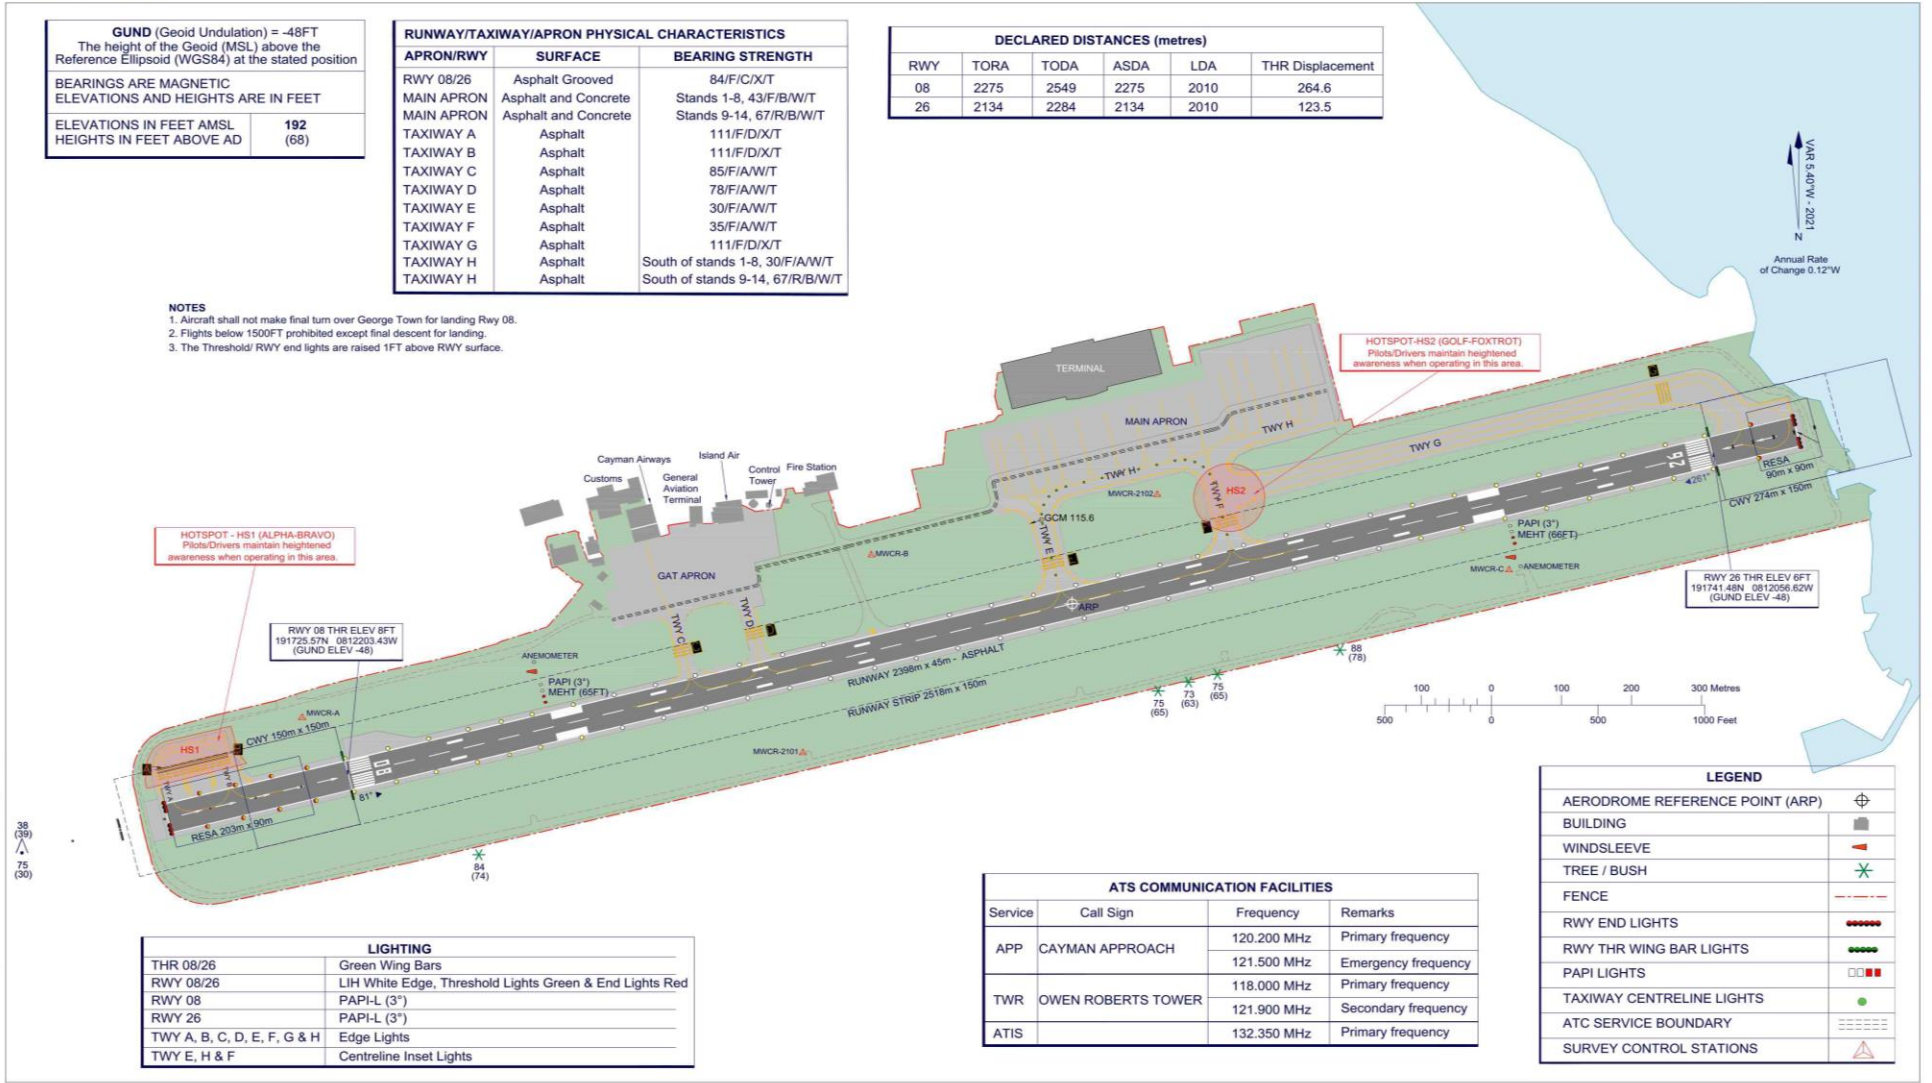 GUND (Geoid Undulation) = -48FT
The height of the Geoid (MSL) above the
Reference Ellipsoid (WGS84) at the stated position
BEARINGS ARE MAGNETIC
ELEVATIONS AND HEIGHTS ARE IN FEET
ELEVATIONS IN FEET AMSL 192
HEIGHTS IN FEET ABOVE AD (68)
RUNWAY/TAXIWAY/APRON PHYSICAL CHARACTERISTICS
APRON/RWY SURFACE BEARING STRENGTH
RWY 08/26 Asphalt Grooved 84/F/C/X/T
MAIN APRON Asphalt and Concrete Stands 1-8, 43/F/B/W/T
MAIN APRON Asphalt and Concrete Stands 9-14, 67/R/B/W/T
TAXIWAY A Asphalt 111/F/D/X/T
TAXIWAY B Asphalt 111/F/D/X/T
TAXIWAY C Asphalt 85/F/A/W/T
TAXIWAY D Asphalt 78/F/A/W/T
TAXIWAY E Asphalt 30/F/A/W/T
TAXIWAY F Asphalt 35/F/A/W/T
TAXIWAY G Asphalt 111/F/D/X/T
TAXIWAY H Asphalt South of stands 1-8, 30/F/A/W/T
TAXIWAY H Asphalt South of stands 9-14, 67/R/B/W/T
DECLARED DISTANCES (metres)
RWY TORA TODA ASDA LDA THR Displacement
08 2275 2549 2275 2010 264.6
26 2134 2284 2134 2010 123.5
VAR 5.40°W - 2021
N
Annual Rate
of Change 0.12°W
NOTES
1. Aircraft shall not make final turn over George Town for landing Rwy 08.
2. Flights below 1500FT prohibited except final descent for landing.
3. The Threshold/ RWY end lights are raised 1FT above RWY surface.
HOTSPOT-HS2 (GOLF-FOXTROT)
Pilots/Drivers maintain heightened
awareness when operating in this area.
TERMINAL
MAIN APRON
TWY H
TWY G
TWY H
HS2
TWY F
MWCR-2102
GCM 115.6
TWY E
26
261°
RESA
90m x 90m
CWY 274m x 150m
PAPI (3°)
MEHT (66FT)
MWCR-C
ANEMOMETER
RWY 26 THR ELEV 6FT
191741.48N 0812056.62W
(GUND ELEV -48)
Cayman Airways
Island Air
Customs
General
Aviation
Terminal
Control
Tower
Fire Station
MWCR-B
GAT APRON
TWY C
TWY D
ARP
HOTSPOT - HS1 (ALPHA-BRAVO)
Pilots/Drivers maintain heightened
awareness when operating in this area.
RWY 08 THR ELEV 8FT
191725.57N 0812203.43W
(GUND ELEV -48)
ANEMOMETER
PAPI (3°)
MEHT (65FT)
RUNWAY 2398m x 45m - ASPHALT
RUNWAY STRIP 2518m x 150m
MWCR-A
CWY 150m x 150m
HS1
TWY A
TWY B
08
81°
RESA 203m x 90m
MWCR-2101
88
(78)
75
(65)
73
(63)
75
(65)
84
(74)
38
(39)
75
(30)
100 0 100 200 300 Metres
500 0 500 1000 Feet
LIGHTING
THR 08/26 Green Wing Bars
RWY 08/26 LIH White Edge, Threshold Lights Green & End Lights Red
RWY 08 PAPI-L (3°)
RWY 26 PAPI-L (3°)
TWY A, B, C, D, E, F, G & H Edge Lights
TWY E, H & F Centreline Inset Lights
ATS COMMUNICATION FACILITIES
Service Call Sign Frequency Remarks
APP CAYMAN APPROACH 120.200 MHz Primary frequency
121.500 MHz Emergency frequency
TWR OWEN ROBERTS TOWER 118.000 MHz Primary frequency
121.900 MHz Secondary frequency
ATIS 132.350 MHz Primary frequency
LEGEND
AERODROME REFERENCE POINT (ARP)
BUILDING
WINDSLEEVE
TREE / BUSH
FENCE
RWY END LIGHTS
RWY THR WING BAR LIGHTS
PAPI LIGHTS
TAXIWAY CENTRELINE LIGHTS
ATC SERVICE BOUNDARY
SURVEY CONTROL STATIONS